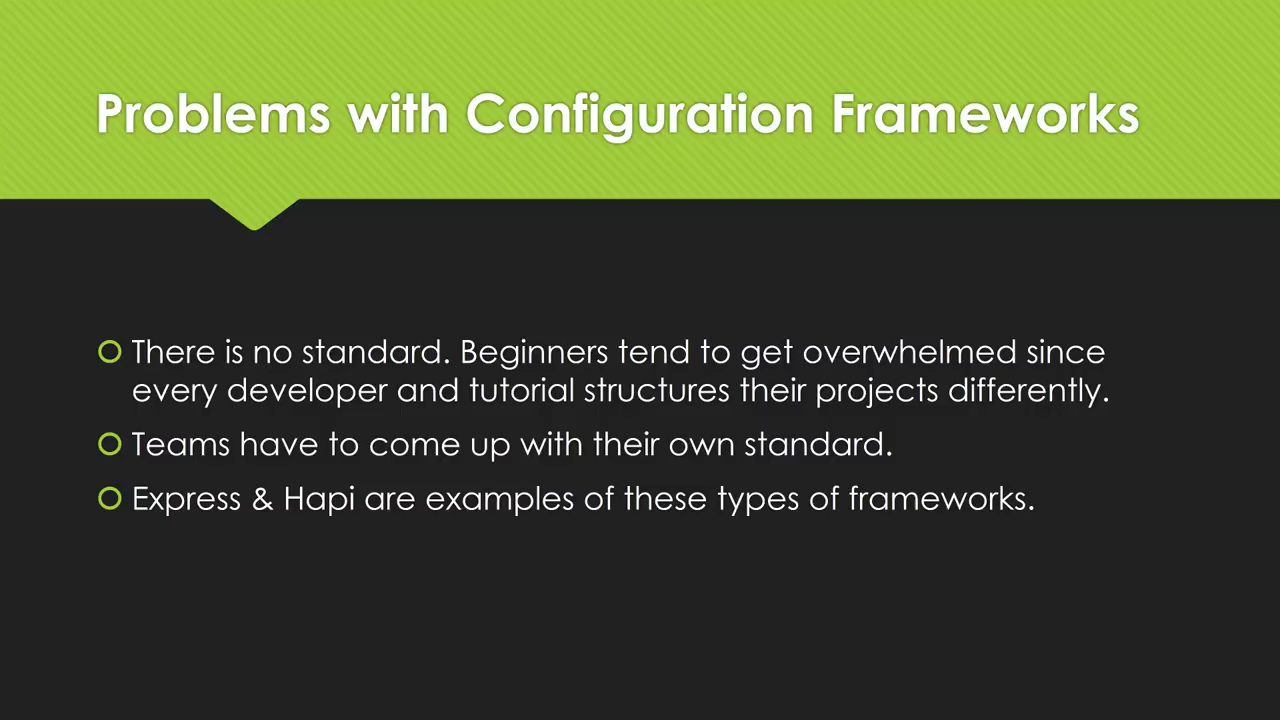 Problems with Configuration Frameworks
There is no standard. Beginners tend to get overwhelmed since
every developer and tutorial structures their projects differently.
Teams have to come up with their own standard.
Express & Hapi are examples of these types of frameworks.